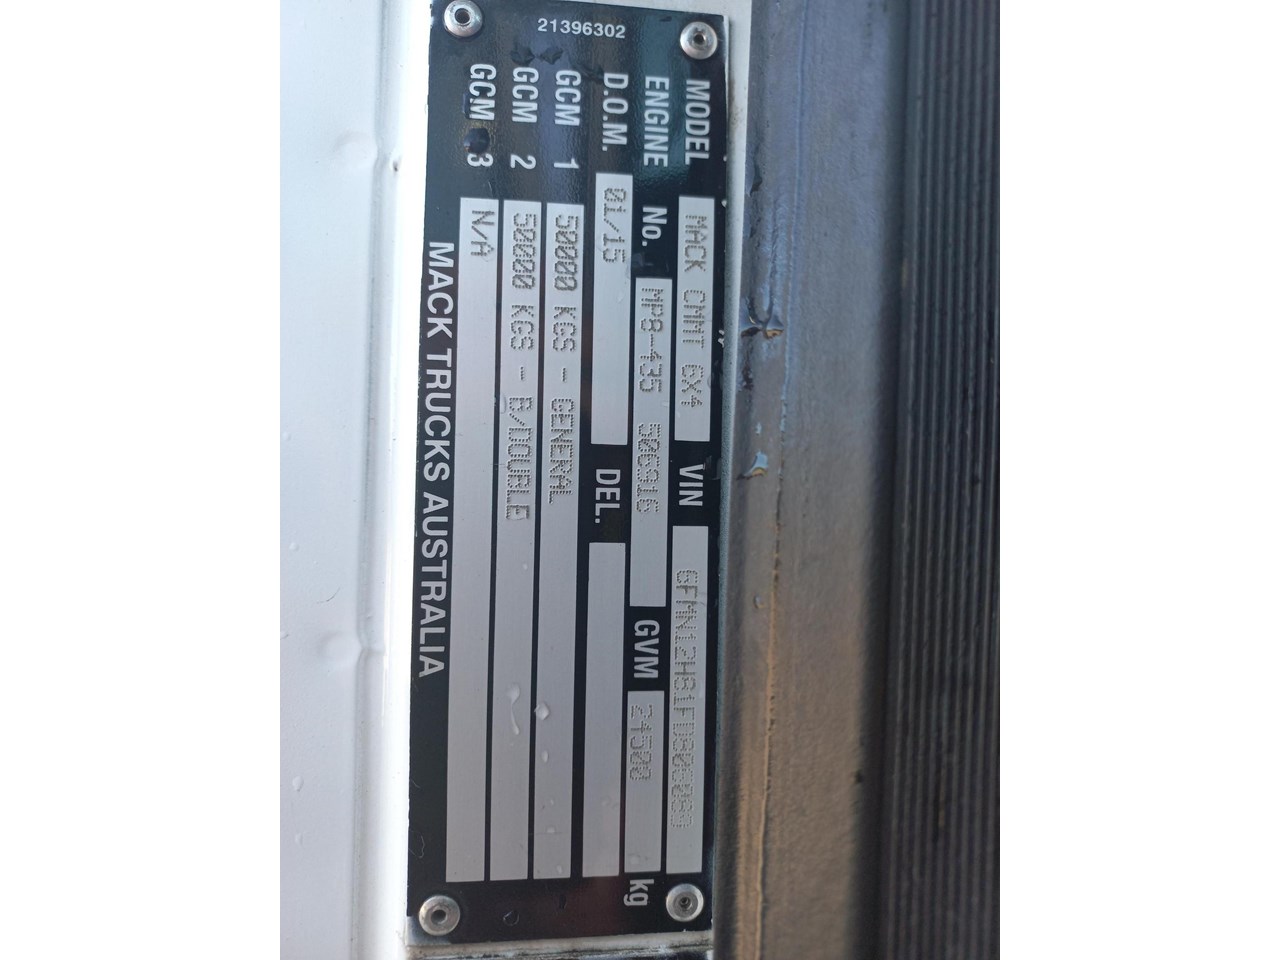 21396302
MODEL MACK CMMT 6X4 VIN
ENGINE No. MP8-435 506916 GVM 24500 kg
D.O.M. 01/15 DEL.
GCM 1 50000 KGS - GENERAL
GCM 2 50000 KGS - B/DOUBLE
GCM 3 N/A
MACK TRUCKS AUSTRALIA